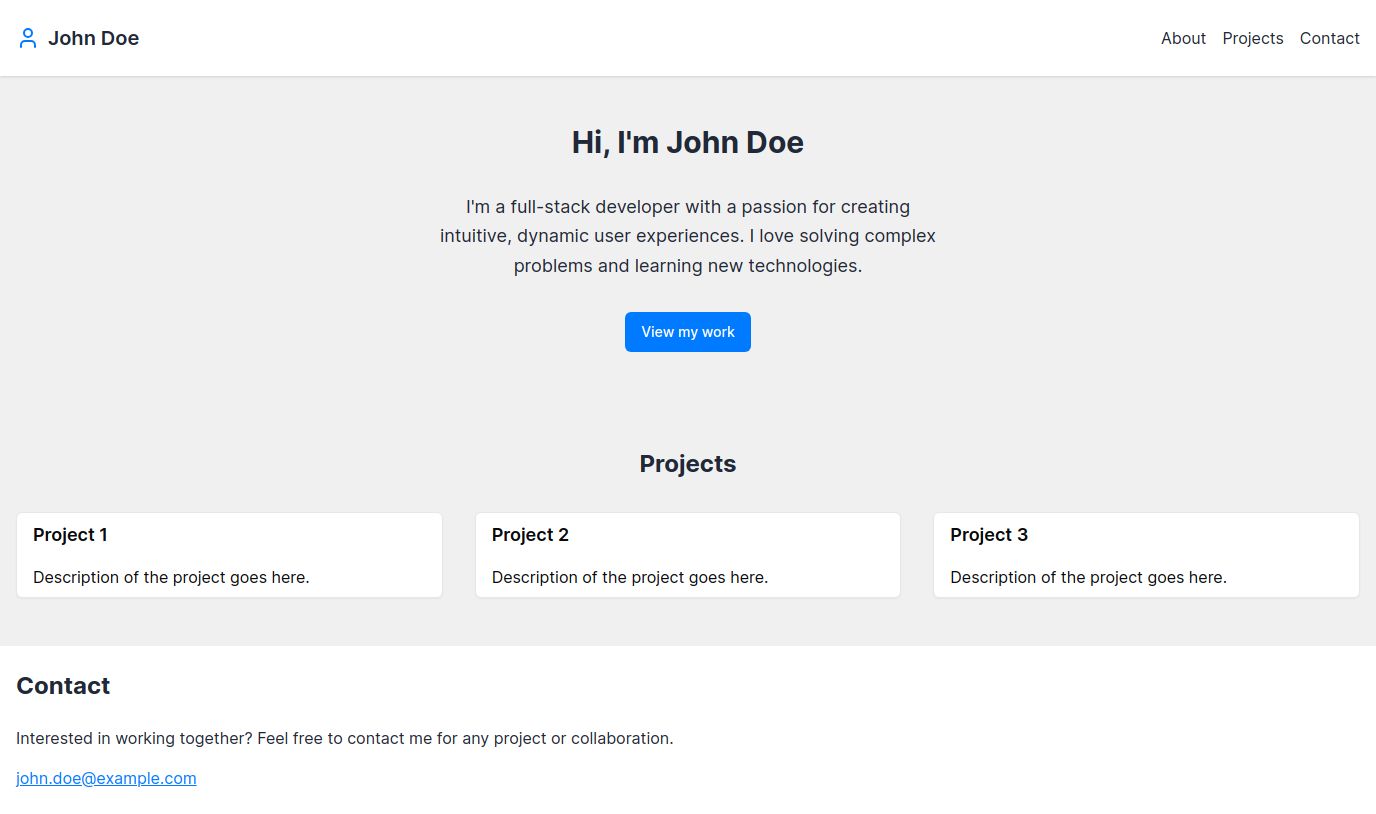 John Doe
About Projects Contact
Hi, I'm John Doe
I'm a full-stack developer with a passion for creating
intuitive, dynamic user experiences. I love solving complex
problems and learning new technologies.
View my work
Projects
Project 1
Description of the project goes here.
Project 2
Description of the project goes here.
Project 3
Description of the project goes here.
Contact
Interested in working together? Feel free to contact me for any project or collaboration.
john.doe@example.com